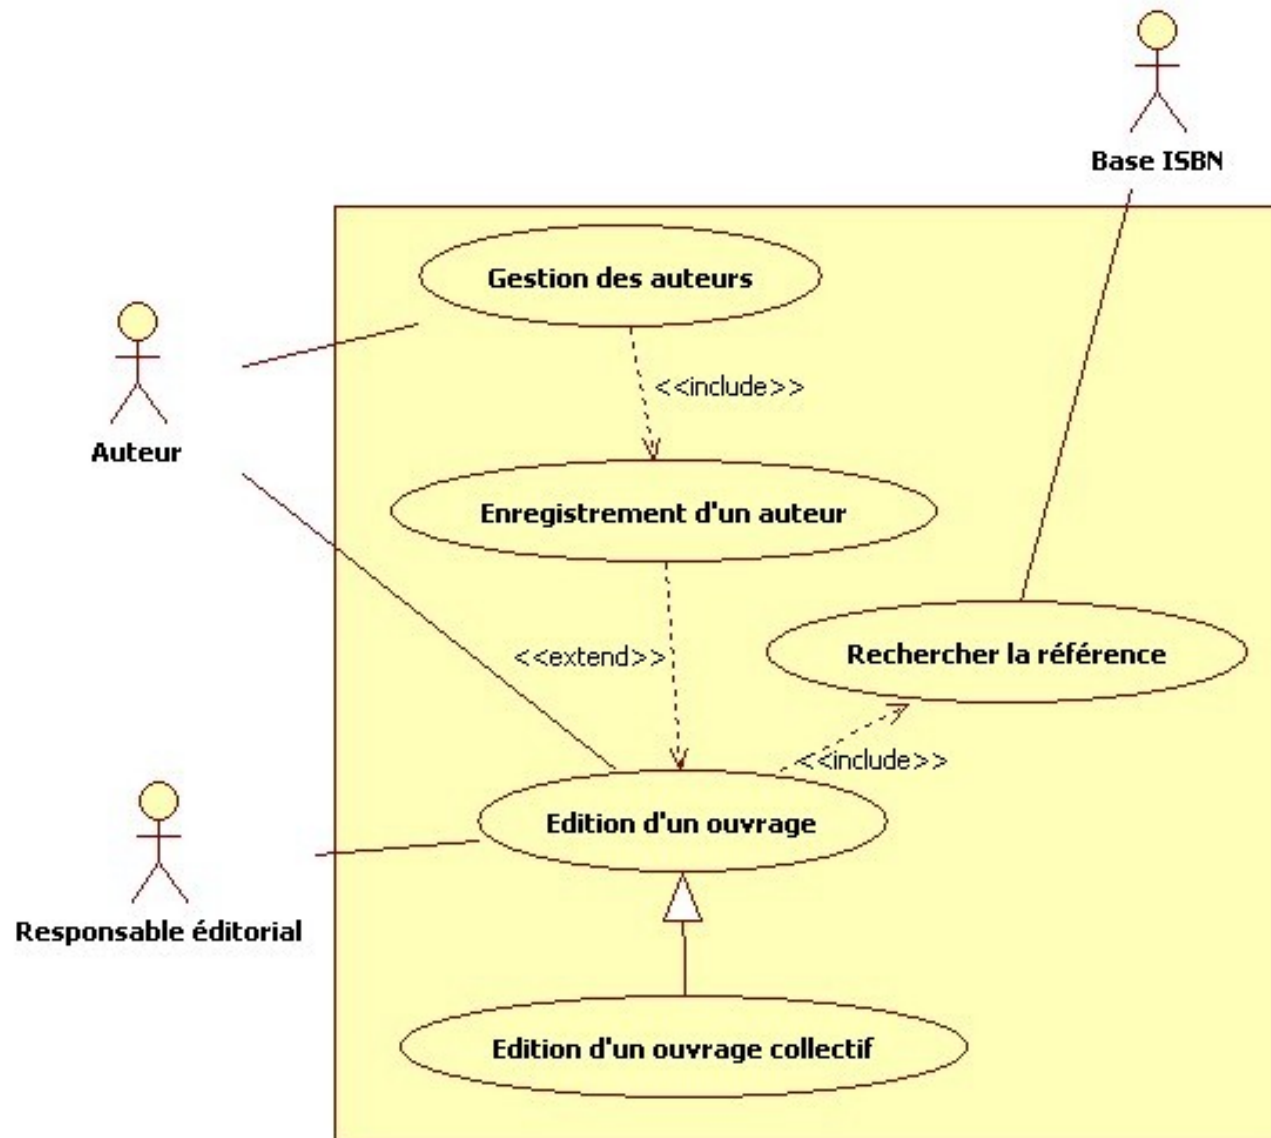 Base ISBN
Gestion des auteurs
<<include>>
Auteur
Enregistrement d'un auteur
<<extend>>
Rechercher la référence
<<include>>
Edition d'un ouvrage
Responsable éditorial
Edition d'un ouvrage collectif